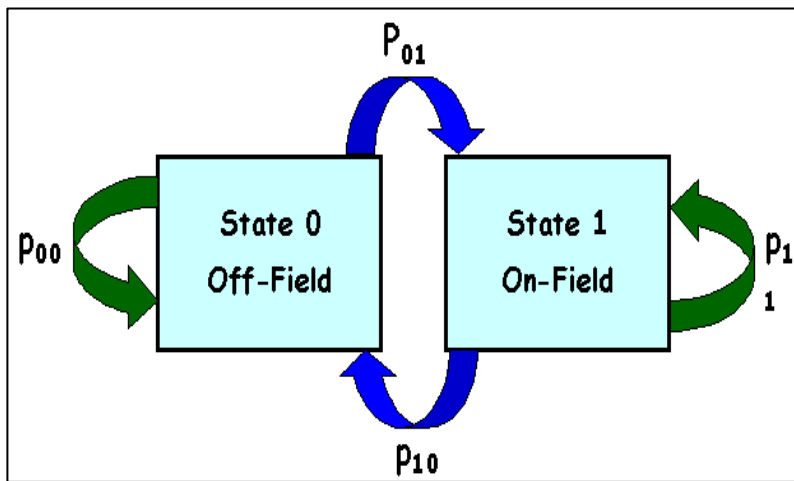 P01
State 0
Off-Field
State 1
On-Field
p00
p1
1
p10